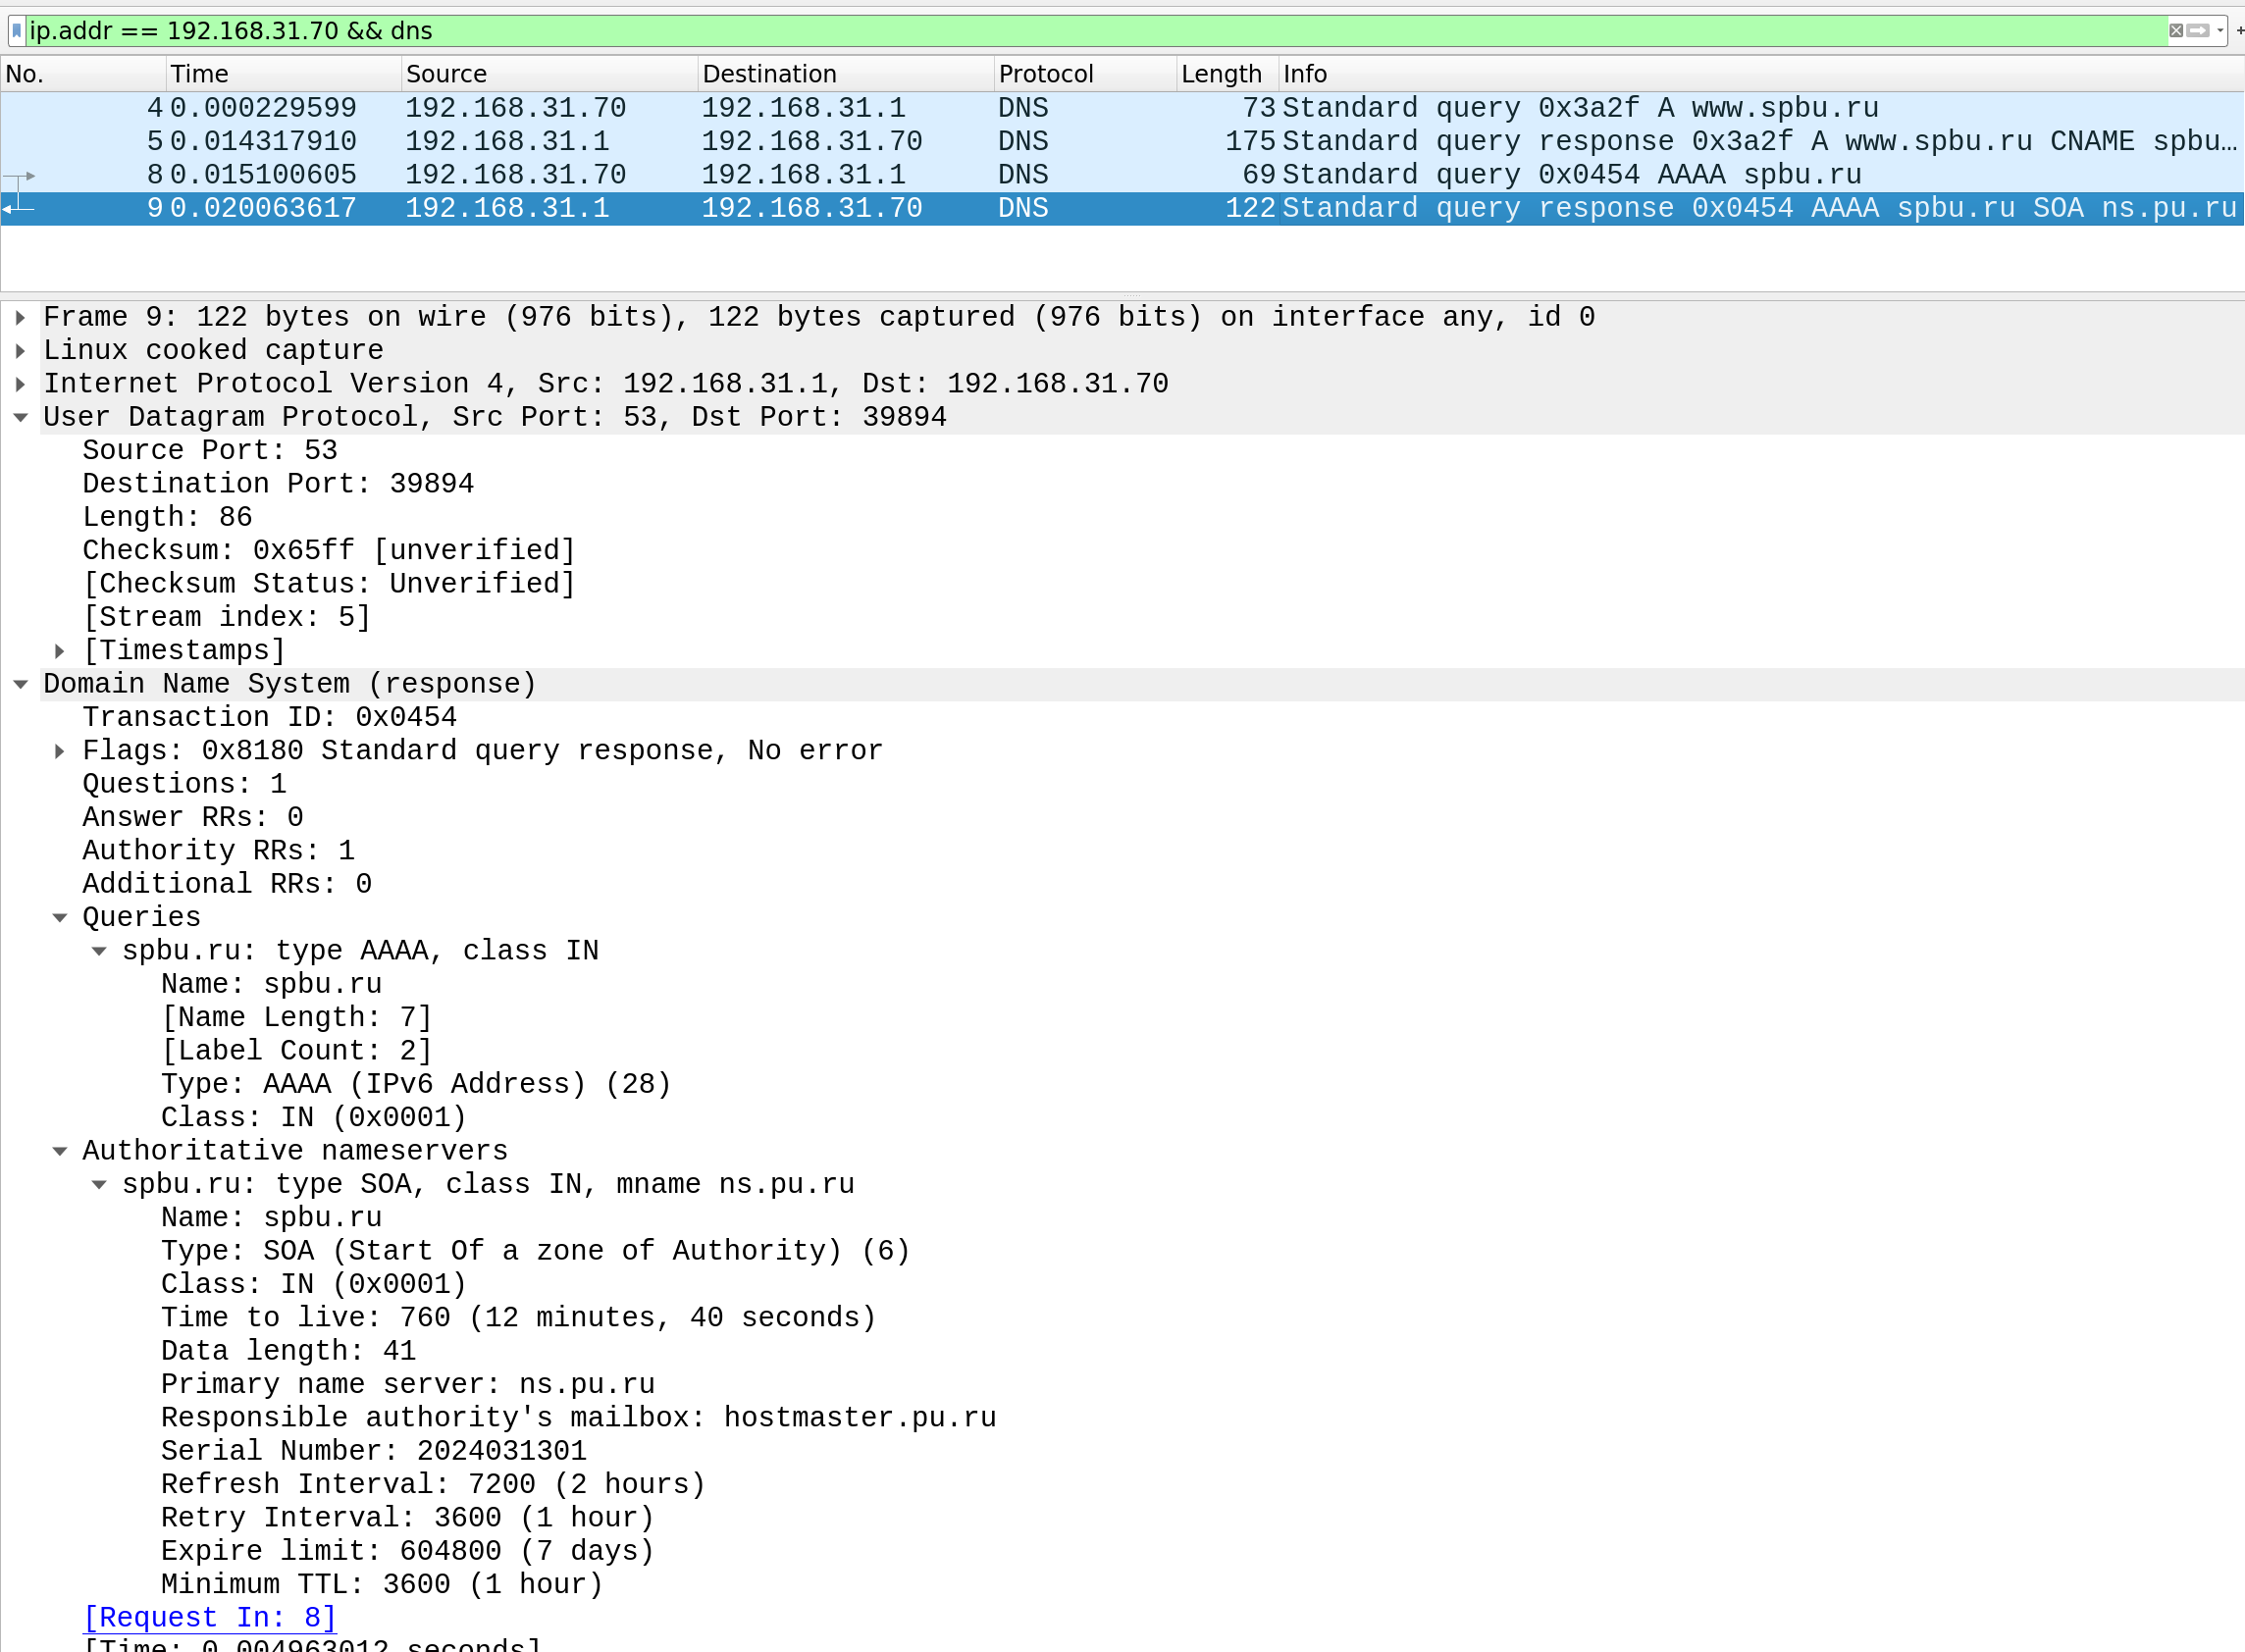 ip.addr == 192.168.31.70 && dns
No. Time Source Destination Protocol Length Info
4 0.000229599 192.168.31.70 192.168.31.1 DNS 73 Standard query 0x3a2f A www.spbu.ru
5 0.014317910 192.168.31.1 192.168.31.70 DNS 175 Standard query response 0x3a2f A www.spbu.ru CNAME spbu…
8 0.015100605 192.168.31.70 192.168.31.1 DNS 69 Standard query 0x0454 AAAA spbu.ru
9 0.020063617 192.168.31.1 192.168.31.70 DNS 122 Standard query response 0x0454 AAAA spbu.ru SOA ns.pu.ru
Frame 9: 122 bytes on wire (976 bits), 122 bytes captured (976 bits) on interface any, id 0
Linux cooked capture
Internet Protocol Version 4, Src: 192.168.31.1, Dst: 192.168.31.70
User Datagram Protocol, Src Port: 53, Dst Port: 39894
Source Port: 53
Destination Port: 39894
Length: 86
Checksum: 0x65ff [unverified]
[Checksum Status: Unverified]
[Stream index: 5]
[Timestamps]
Domain Name System (response)
Transaction ID: 0x0454
Flags: 0x8180 Standard query response, No error
Questions: 1
Answer RRs: 0
Authority RRs: 1
Additional RRs: 0
Queries
spbu.ru: type AAAA, class IN
Name: spbu.ru
[Name Length: 7]
[Label Count: 2]
Type: AAAA (IPv6 Address) (28)
Class: IN (0x0001)
Authoritative nameservers
spbu.ru: type SOA, class IN, mname ns.pu.ru
Name: spbu.ru
Type: SOA (Start Of a zone of Authority) (6)
Class: IN (0x0001)
Time to live: 760 (12 minutes, 40 seconds)
Data length: 41
Primary name server: ns.pu.ru
Responsible authority's mailbox: hostmaster.pu.ru
Serial Number: 2024031301
Refresh Interval: 7200 (2 hours)
Retry Interval: 3600 (1 hour)
Expire limit: 604800 (7 days)
Minimum TTL: 3600 (1 hour)
[Request In: 8]
[Time: 0.004963012 seconds]